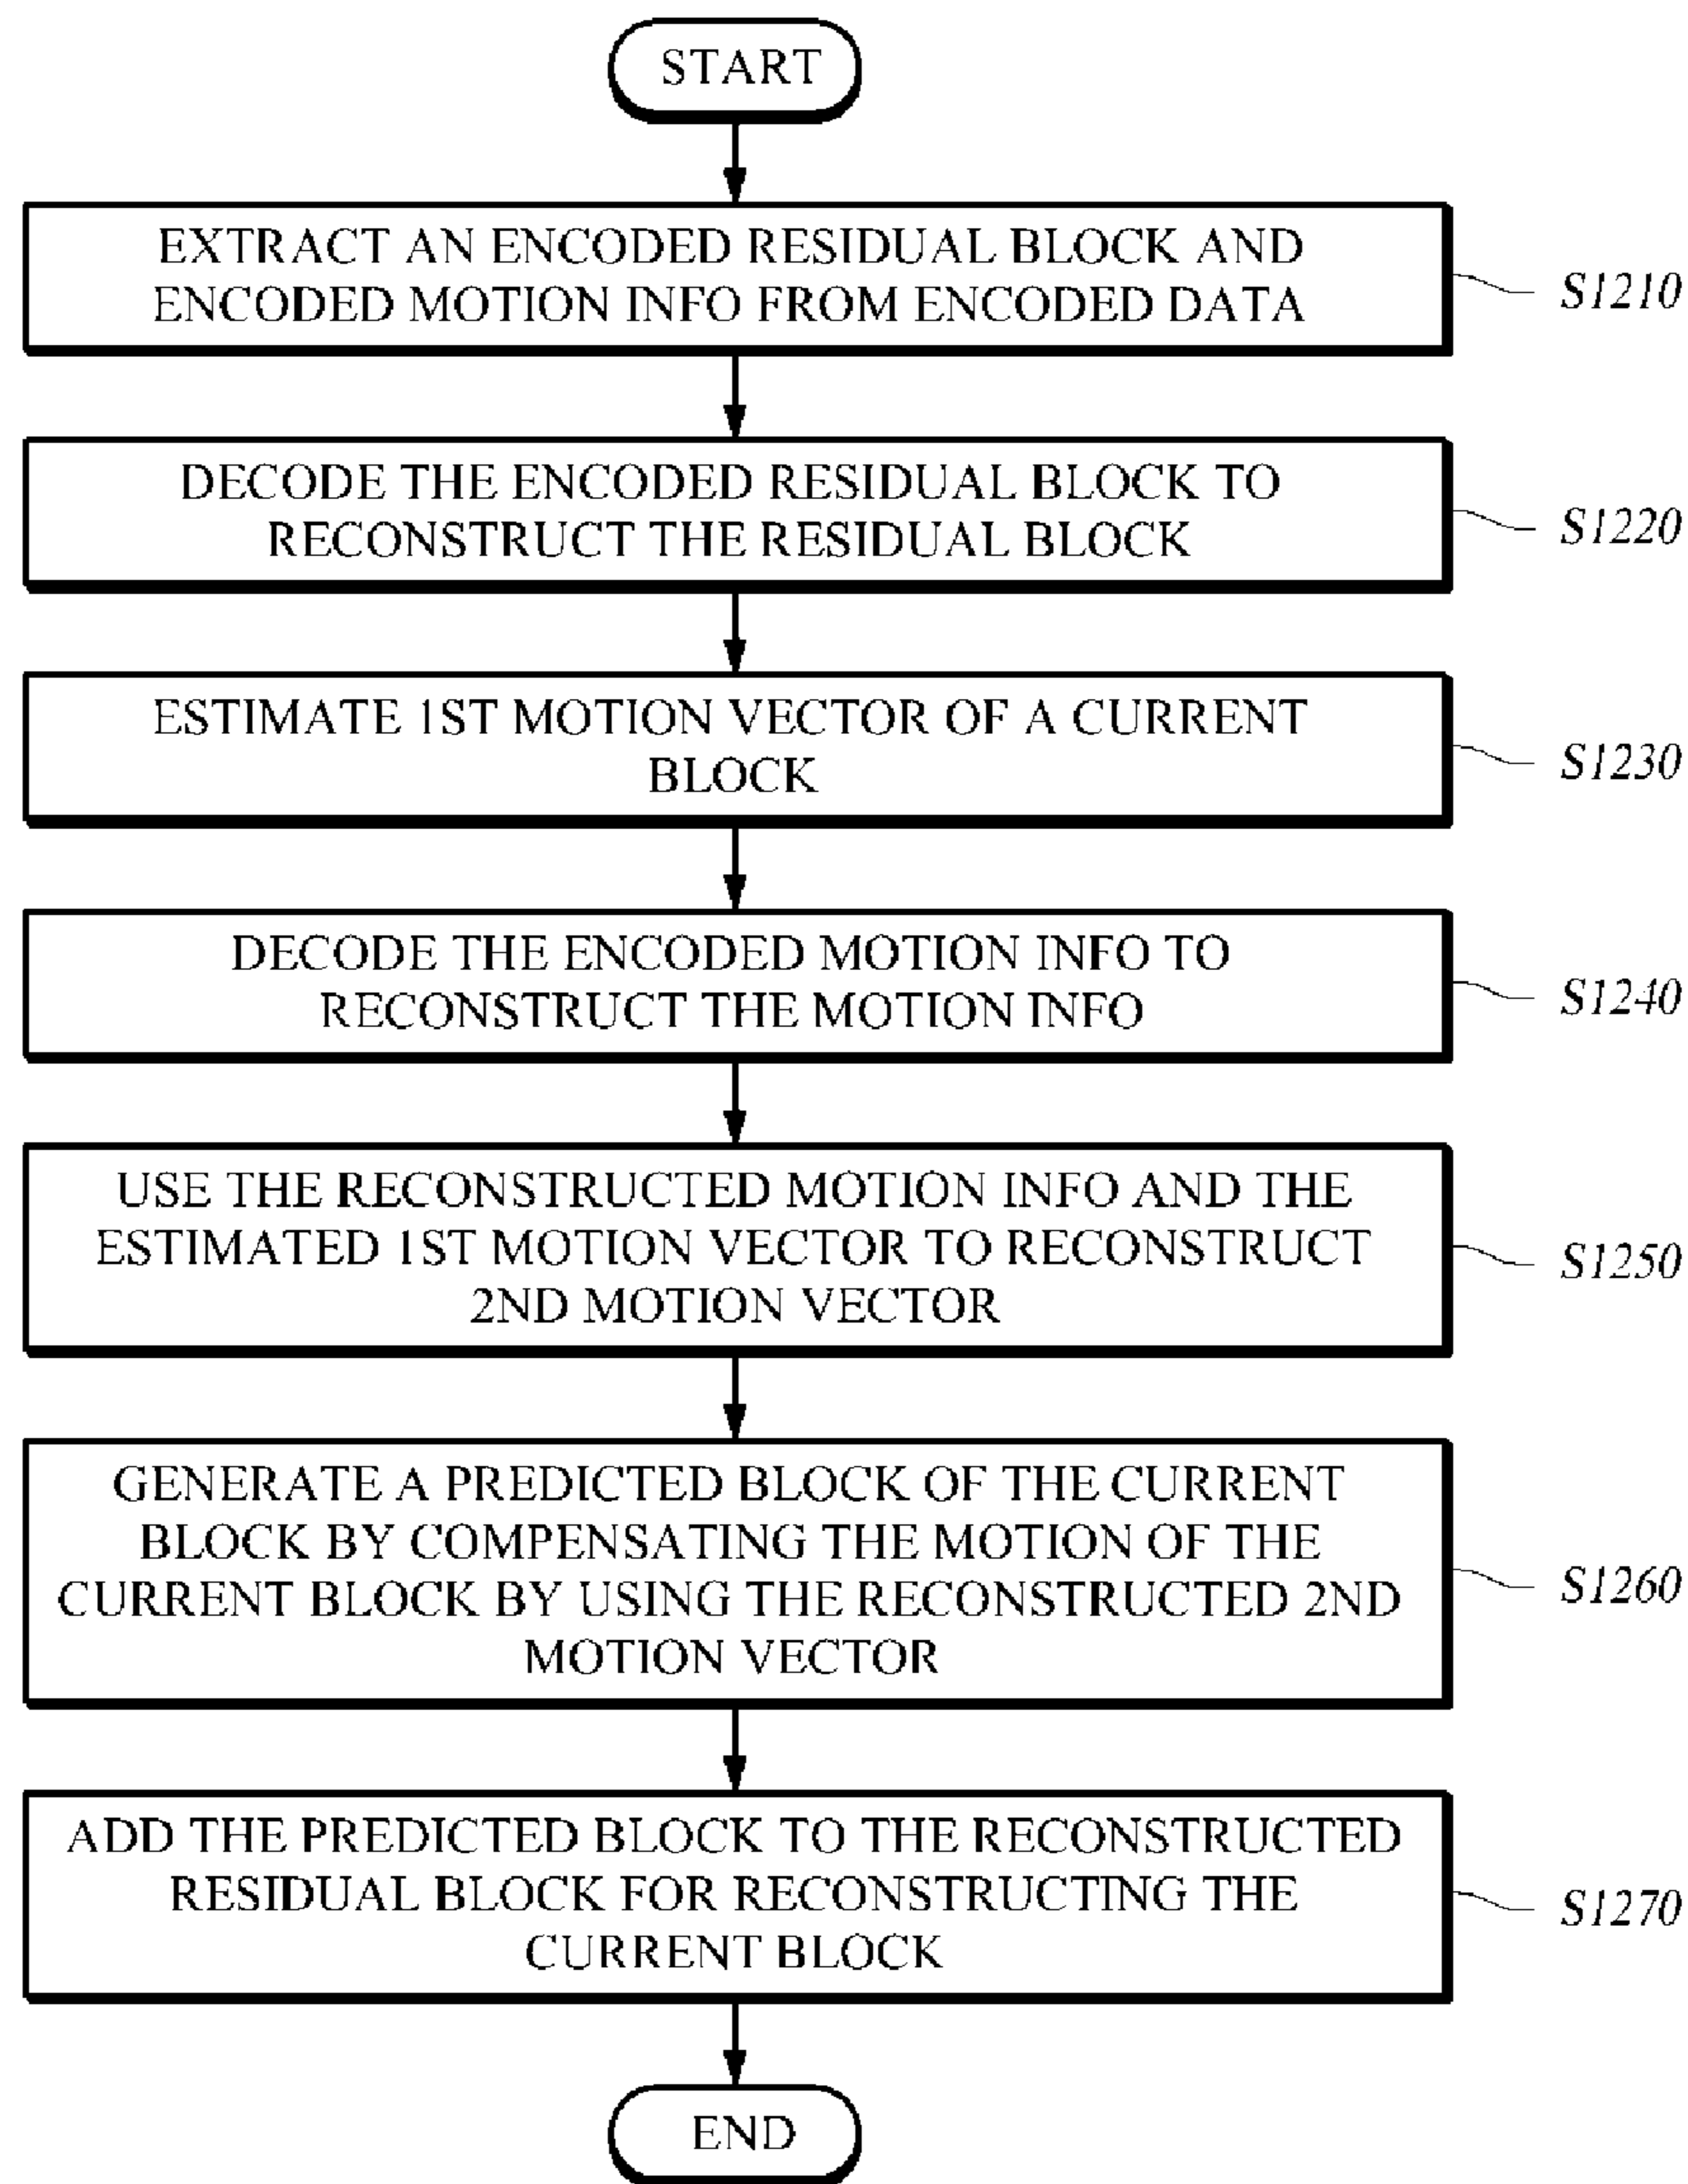 START
EXTRACT AN ENCODED RESIDUAL BLOCK AND
ENCODED MOTION INFO FROM ENCODED DATA
S1210
DECODE THE ENCODED RESIDUAL BLOCK TO
RECONSTRUCT THE RESIDUAL BLOCK
S1220
ESTIMATE 1ST MOTION VECTOR OF A CURRENT
BLOCK
S1230
DECODE THE ENCODED MOTION INFO TO
RECONSTRUCT THE MOTION INFO
S1240
USE THE RECONSTRUCTED MOTION INFO AND THE
ESTIMATED 1ST MOTION VECTOR TO RECONSTRUCT
2ND MOTION VECTOR
S1250
GENERATE A PREDICTED BLOCK OF THE CURRENT
BLOCK BY COMPENSATING THE MOTION OF THE
CURRENT BLOCK BY USING THE RECONSTRUCTED 2ND
MOTION VECTOR
S1260
ADD THE PREDICTED BLOCK TO THE RECONSTRUCTED
RESIDUAL BLOCK FOR RECONSTRUCTING THE
CURRENT BLOCK
S1270
END